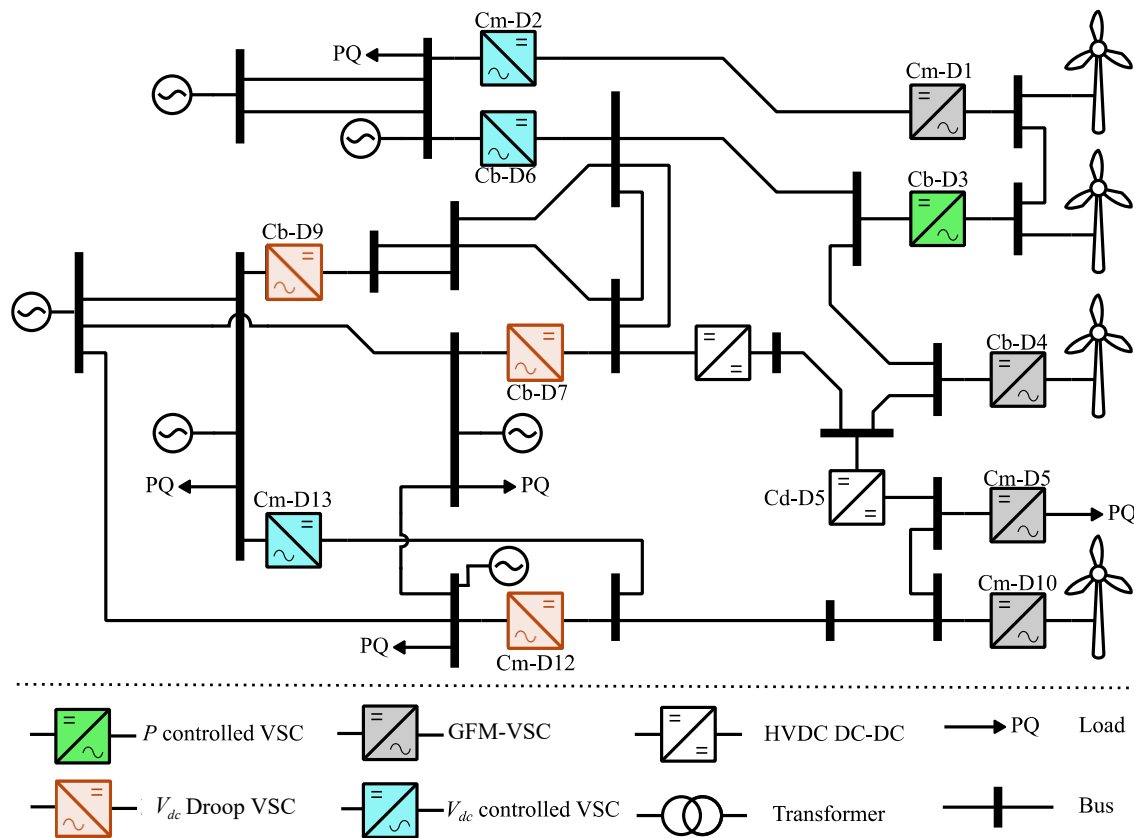 Cm-D2
PQ
Cm-D1
Cb-D6
Cb-D3
Cb-D9
Cb-D4
Cb-D7
PQ
PQ
Cm-D13
Cd-D5
Cm-D5
PQ
Cm-D10
PQ
Cm-D12
P controlled VSC
GFM-VSC
HVDC DC-DC
PQ Load
Vdc Droop VSC
Vdc controlled VSC
Transformer
Bus